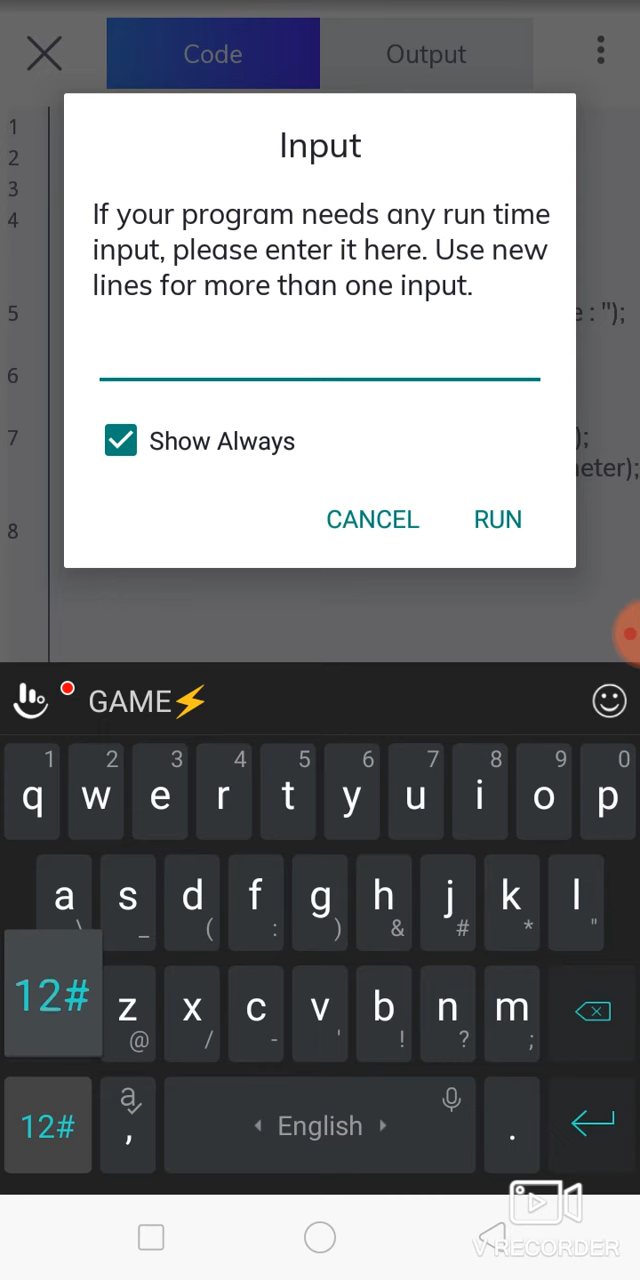 Code
Output
1
2
3
4
5
e : ");
6
7
);
neter);
8
Input
If your program needs any run time
input, please enter it here. Use new
lines for more than one input.
Show Always
CANCEL
RUN
GAME⚡
1 2 3 4 5 6 7 8 9 0
q w e r t y u i o p
a s d f g h j k l
\ _ ( : ) & # * "
12#
z x c v b n m
@ / - ' ! ? ;
12#
a
,
English
.
V RECORDER